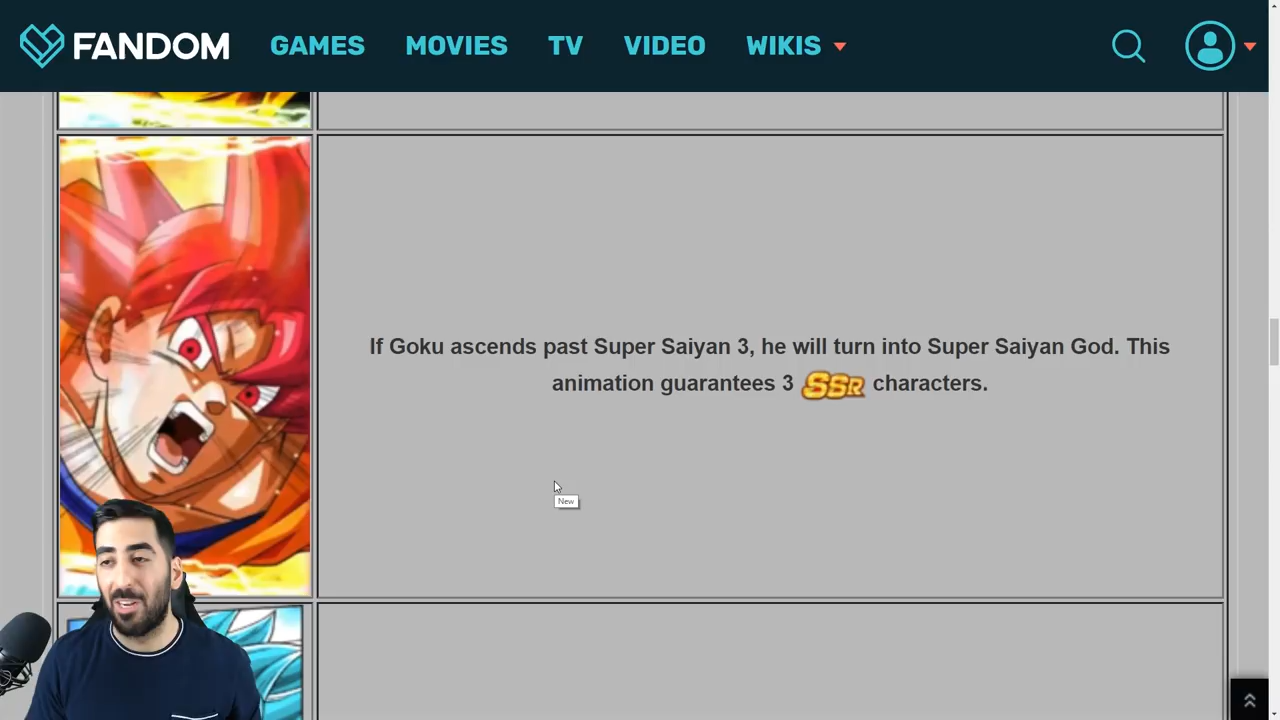 FANDOM GAMES MOVIES TV VIDEO WIKIS
If Goku ascends past Super Saiyan 3, he will turn into Super Saiyan God. This
animation guarantees 3 SSR characters.
New